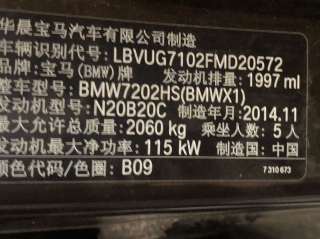 华晨宝马汽车有限公司制造
车辆识别代号: LBVUG7102FMD20572
品牌: 宝马(BMW)牌 发动机排量: 1997 ml
整车型号: BMW7202HS(BMWX1)
发动机型号: N20B20C 制造年月: 2014.11
最大允许总质量: 2060 kg 乘坐人数: 5 人
发动机最大净功率: 115 kW 制造国: 中国
颜色代码/色圈: B09
7 310 673